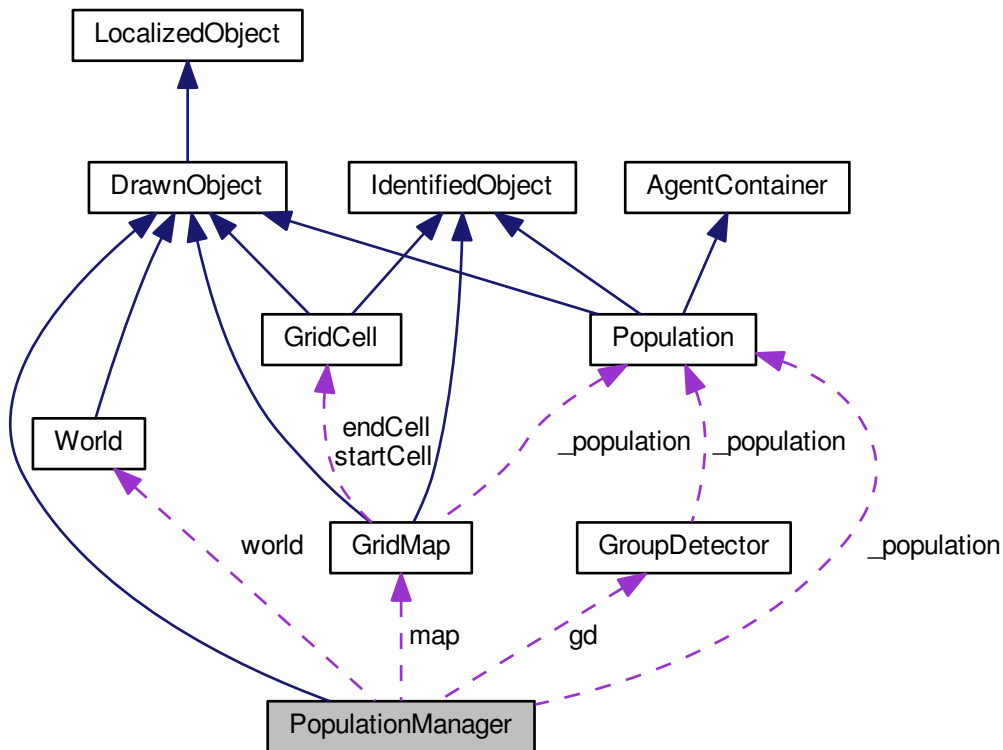 LocalizedObject
DrawnObject
IdentifiedObject
AgentContainer
GridCell
Population
World
endCell
startCell
_population
_population
GridMap
GroupDetector
world
_population
map
gd
PopulationManager